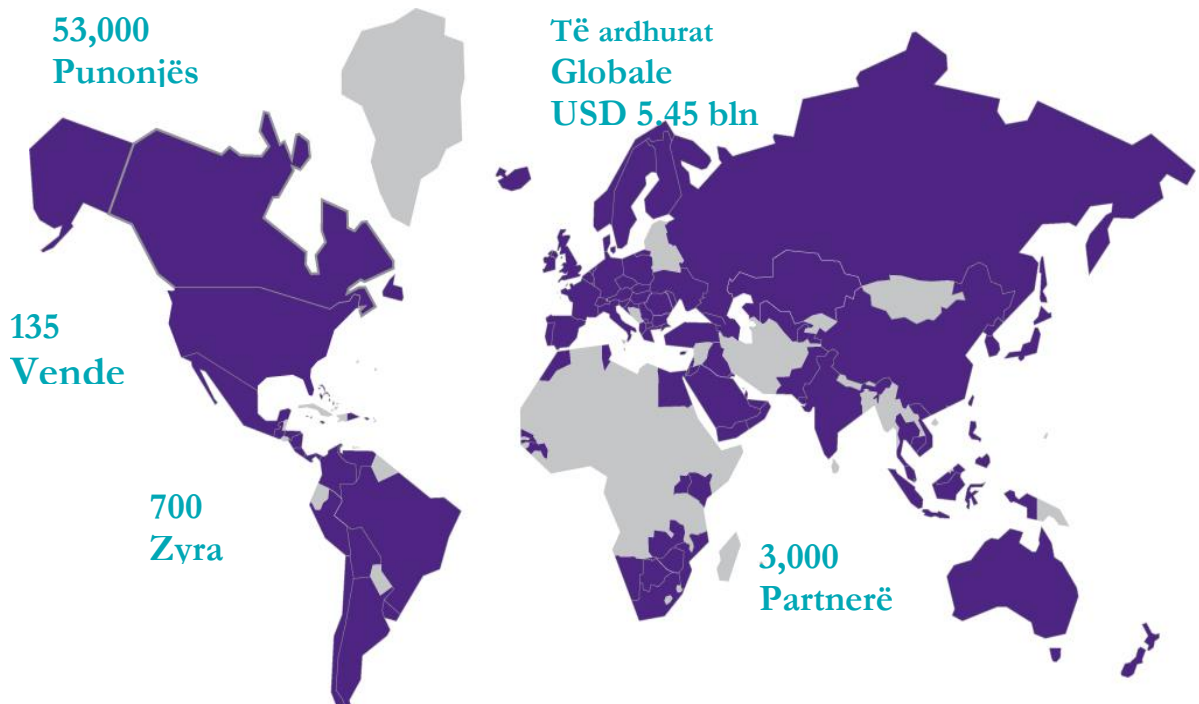 53,000
Punonjës
Të ardhurat
Globale
USD 5.45 bln
135
Vende
700
Zyra
3,000
Partnerë